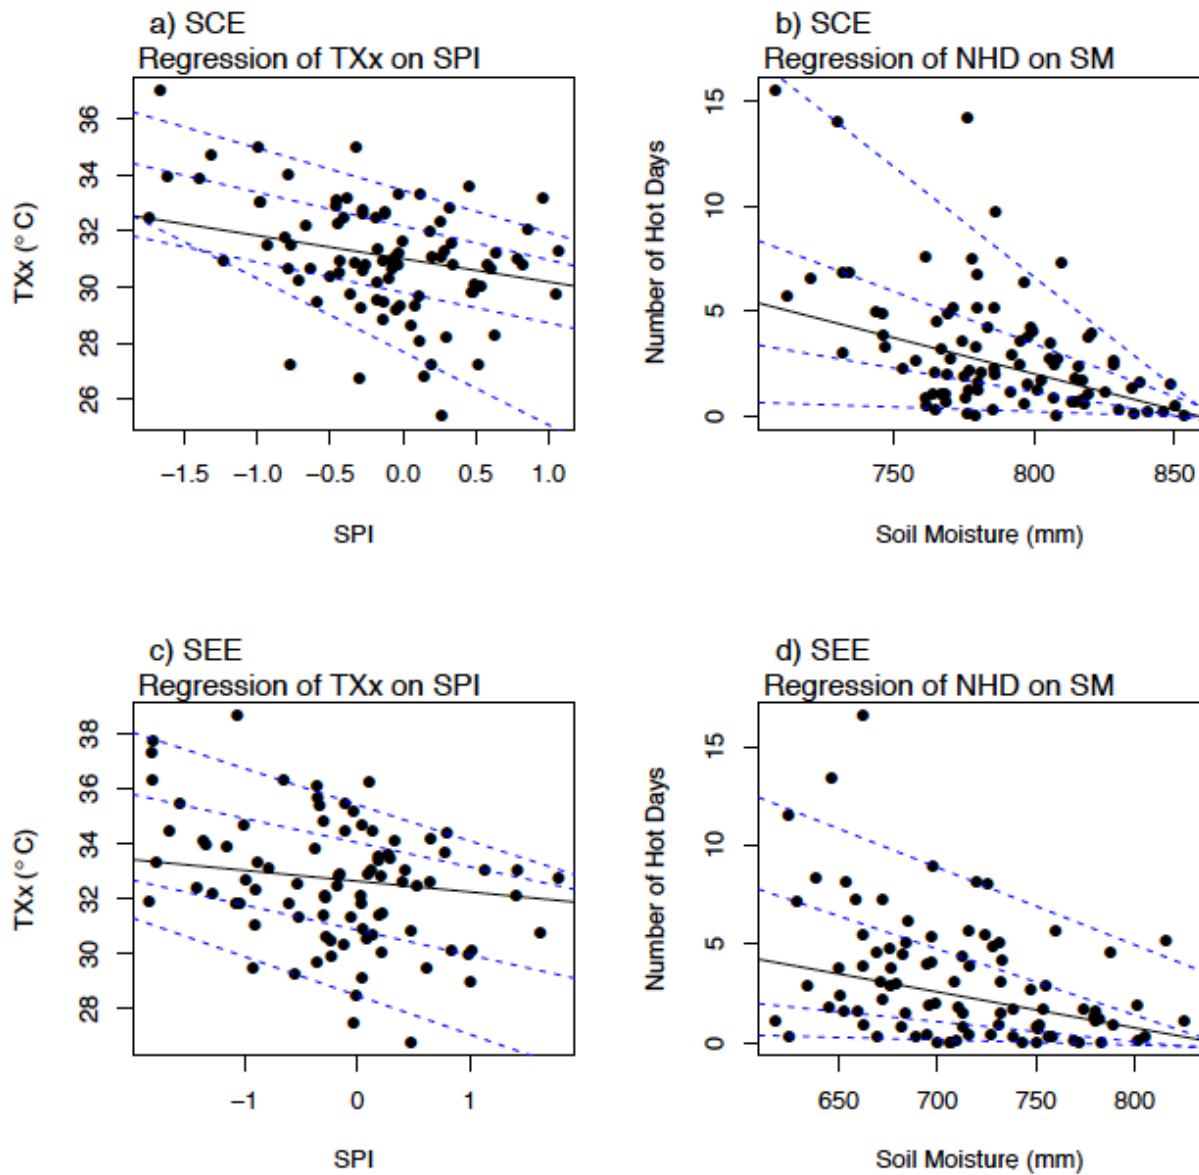 a) SCE
Regression of TXx on SPI
TXx (° C)
36
34
32
30
28
26
−1.5 −1.0 −0.5 0.0 0.5 1.0
SPI
b) SCE
Regression of NHD on SM
Number of Hot Days
15
10
5
0
750 800 850
Soil Moisture (mm)
c) SEE
Regression of TXx on SPI
TXx (° C)
38
36
34
32
30
28
−1 0 1
SPI
d) SEE
Regression of NHD on SM
Number of Hot Days
15
10
5
0
650 700 750 800
Soil Moisture (mm)